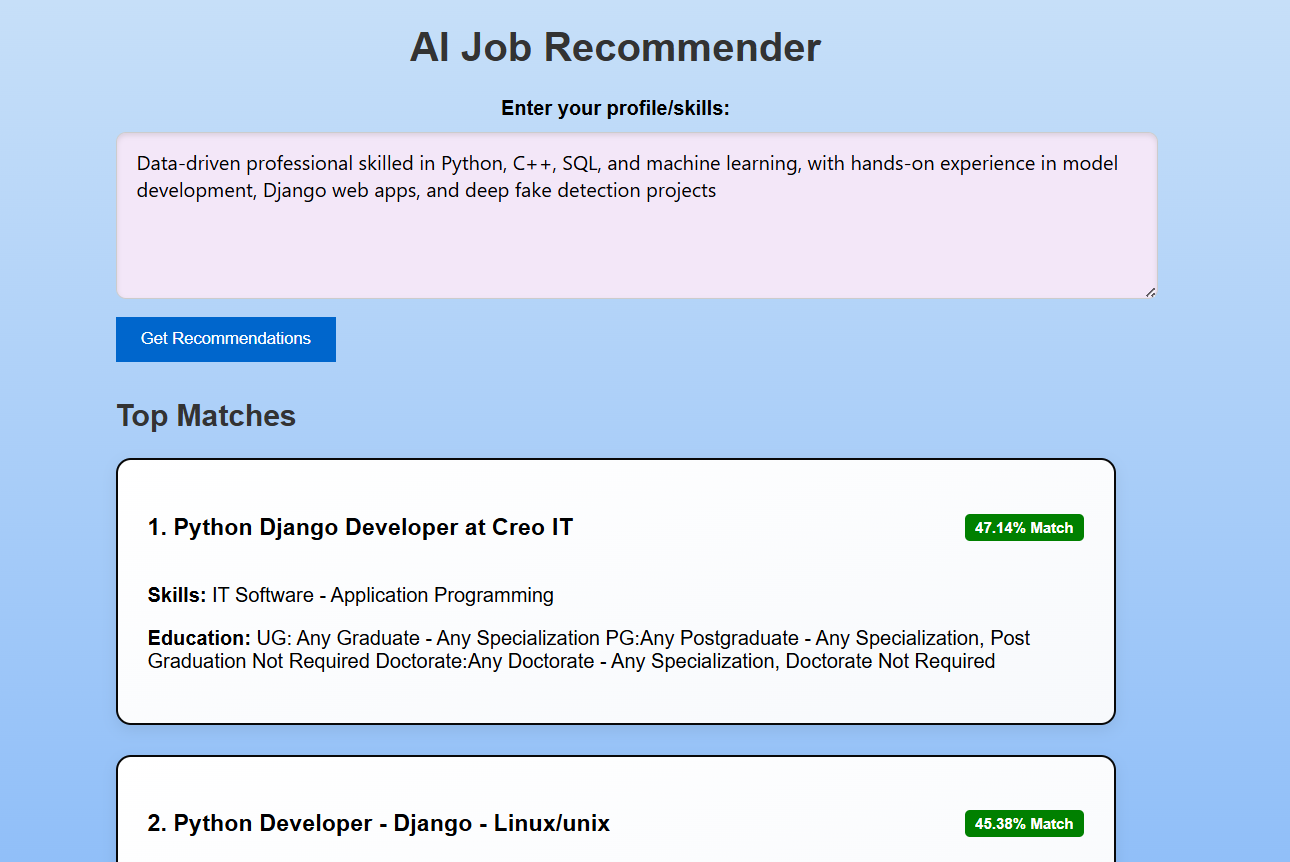 AI Job Recommender
Enter your profile/skills:
Data-driven professional skilled in Python, C++, SQL, and machine learning, with hands-on experience in model
development, Django web apps, and deep fake detection projects
Get Recommendations
Top Matches
1. Python Django Developer at Creo IT
47.14% Match
Skills: IT Software - Application Programming
Education: UG: Any Graduate - Any Specialization PG:Any Postgraduate - Any Specialization, Post
Graduation Not Required Doctorate:Any Doctorate - Any Specialization, Doctorate Not Required
2. Python Developer - Django - Linux/unix
45.38% Match